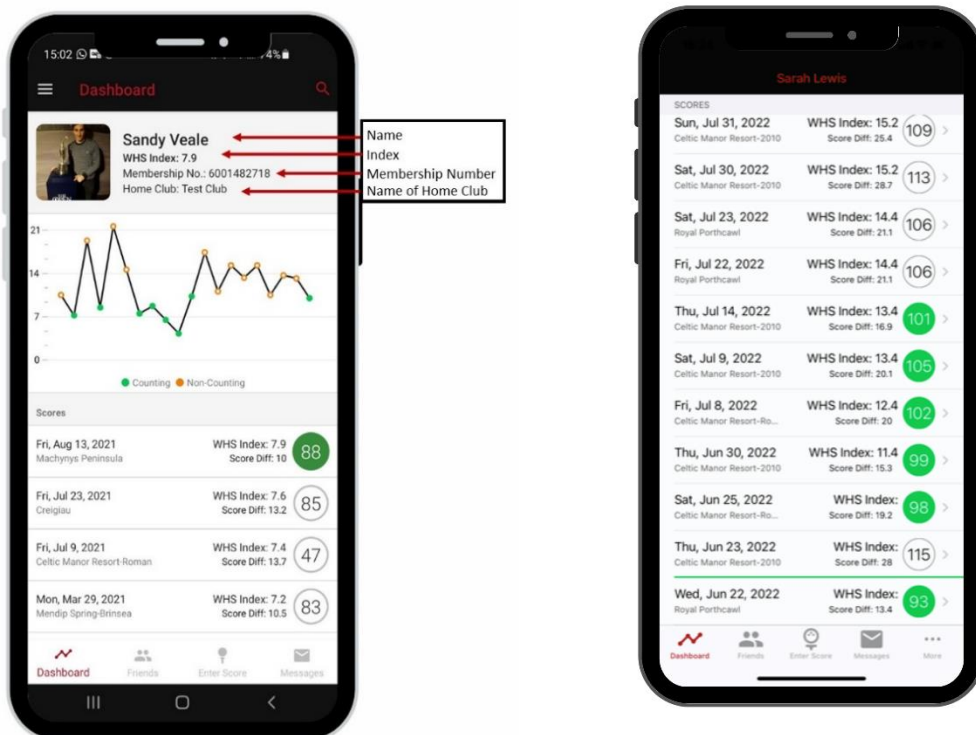 15:02
4%
Dashboard
Sandy Veale
WHS Index: 7.9
Membership No.: 6001482718
Home Club: Test Club
Name
Index
Membership Number
Name of Home Club
21
14
7
0
Counting Non-Counting
Scores
Fri, Aug 13, 2021 WHS Index: 7.9 88
Machynys Peninsula Score Diff: 10
Fri, Jul 23, 2021 WHS Index: 7.6 85
Creigiau Score Diff: 13.2
Fri, Jul 9, 2021 WHS Index: 7.4 47
Celtic Manor Resort-Roman Score Diff: 13.7
Mon, Mar 29, 2021 WHS Index: 7.2 83
Mendip Spring-Brinsea Score Diff: 10.5
Dashboard Friends Enter Score Messages
Sarah Lewis
SCORES
Sun, Jul 31, 2022 WHS Index: 15.2 109
Celtic Manor Resort-2010 Score Diff: 25.4
Sat, Jul 30, 2022 WHS Index: 15.2 113
Celtic Manor Resort-2010 Score Diff: 28.7
Sat, Jul 23, 2022 WHS Index: 14.4 106
Royal Porthcawl Score Diff: 21.1
Fri, Jul 22, 2022 WHS Index: 14.4 106
Royal Porthcawl Score Diff: 21.1
Thu, Jul 14, 2022 WHS Index: 13.4 101
Celtic Manor Resort-2010 Score Diff: 16.9
Sat, Jul 9, 2022 WHS Index: 13.4 105
Celtic Manor Resort-2010 Score Diff: 20.1
Fri, Jul 8, 2022 WHS Index: 12.4 102
Celtic Manor Resort-Ro... Score Diff: 20
Thu, Jun 30, 2022 WHS Index: 11.4 99
Celtic Manor Resort-2010 Score Diff: 15.3
Sat, Jun 25, 2022 WHS Index: 98
Celtic Manor Resort-Ro... Score Diff: 19.2
Thu, Jun 23, 2022 WHS Index: 115
Celtic Manor Resort-2010 Score Diff: 28
Wed, Jun 22, 2022 WHS Index: 93
Royal Porthcawl Score Diff: 13.4
Dashboard Friends Enter Score Messages More